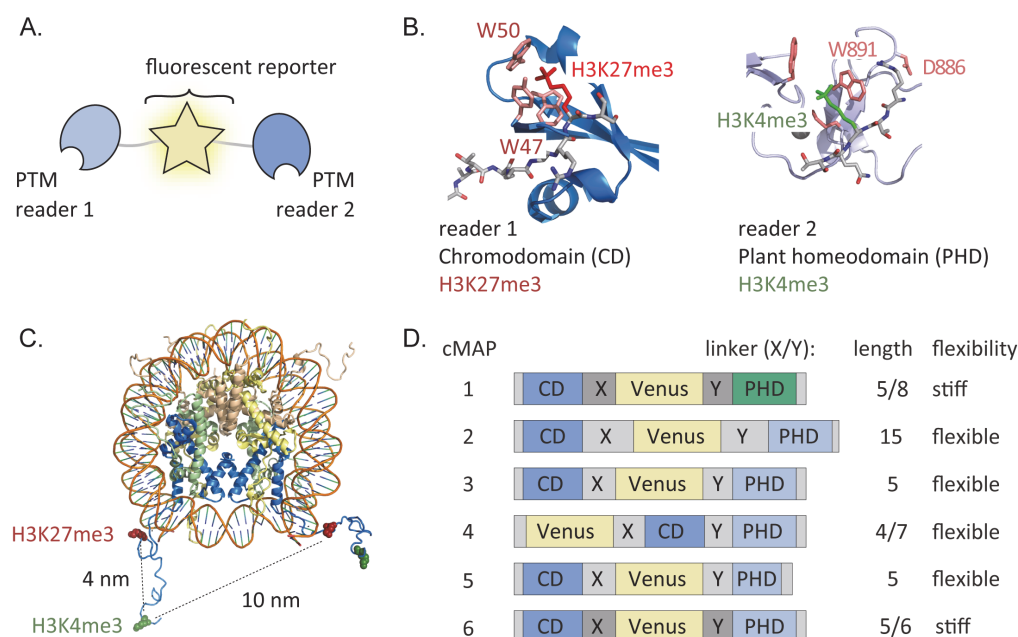 A.
fluorescent reporter
PTM
reader 1
PTM
reader 2
B.
W50
H3K27me3
W47
reader 1
Chromodomain (CD)
H3K27me3
W891
D886
H3K4me3
reader 2
Plant homeodomain (PHD)
H3K4me3
C.
H3K27me3
4 nm
10 nm
H3K4me3
D.
cMAP linker (X/Y): length flexibility
1 CD X Venus Y PHD 5/8 stiff
2 CD X Venus Y PHD 15 flexible
3 CD X Venus Y PHD 5 flexible
4 Venus X CD Y PHD 4/7 flexible
5 CD X Venus Y PHD 5 flexible
6 CD X Venus Y PHD 5/6 stiff